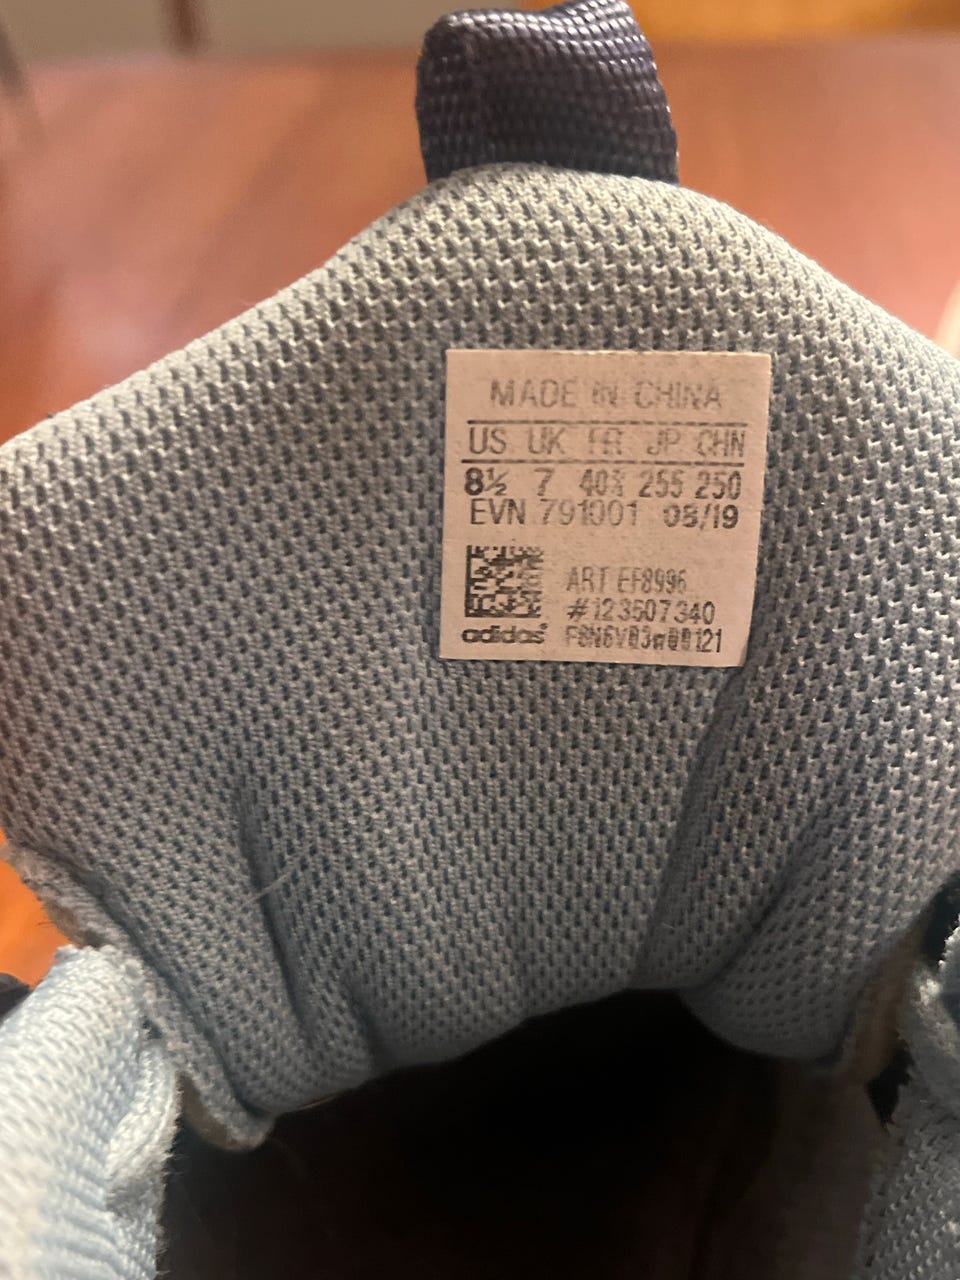 MADE IN CHINA
US UK FR JP CHN
8½ 7 40⅔ 255 250
EVN 791001 08/19
ART EF8996
#123507340
adidas®